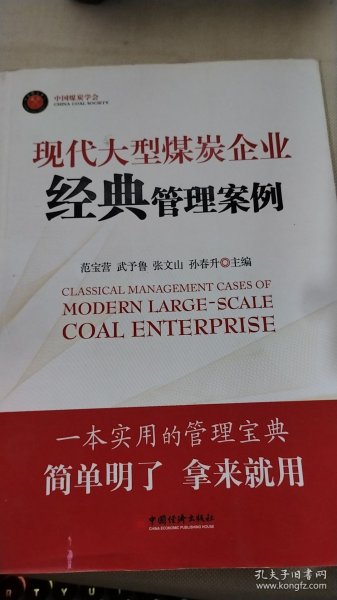 中国煤炭学会
CHINA COAL SOCIETY
现代大型煤炭企业
经典管理案例
范宝营 武予鲁 张文山 孙春升◎主编
CLASSICAL MANAGEMENT CASES OF
MODERN LARGE-SCALE
COAL ENTERPRISE
一本实用的管理宝典
简单明了 拿来就用
中国经济出版社
CHINA ECONOMIC PUBLISHING HOUSE
孔夫子旧书网
www.kongfz.com